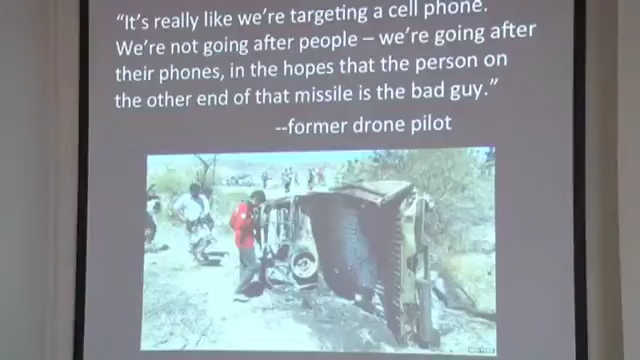 “It’s really like we’re targeting a cell phone.
We’re not going after people – we’re going after
their phones, in the hopes that the person on
the other end of that missile is the bad guy.”
--former drone pilot
REUTERS